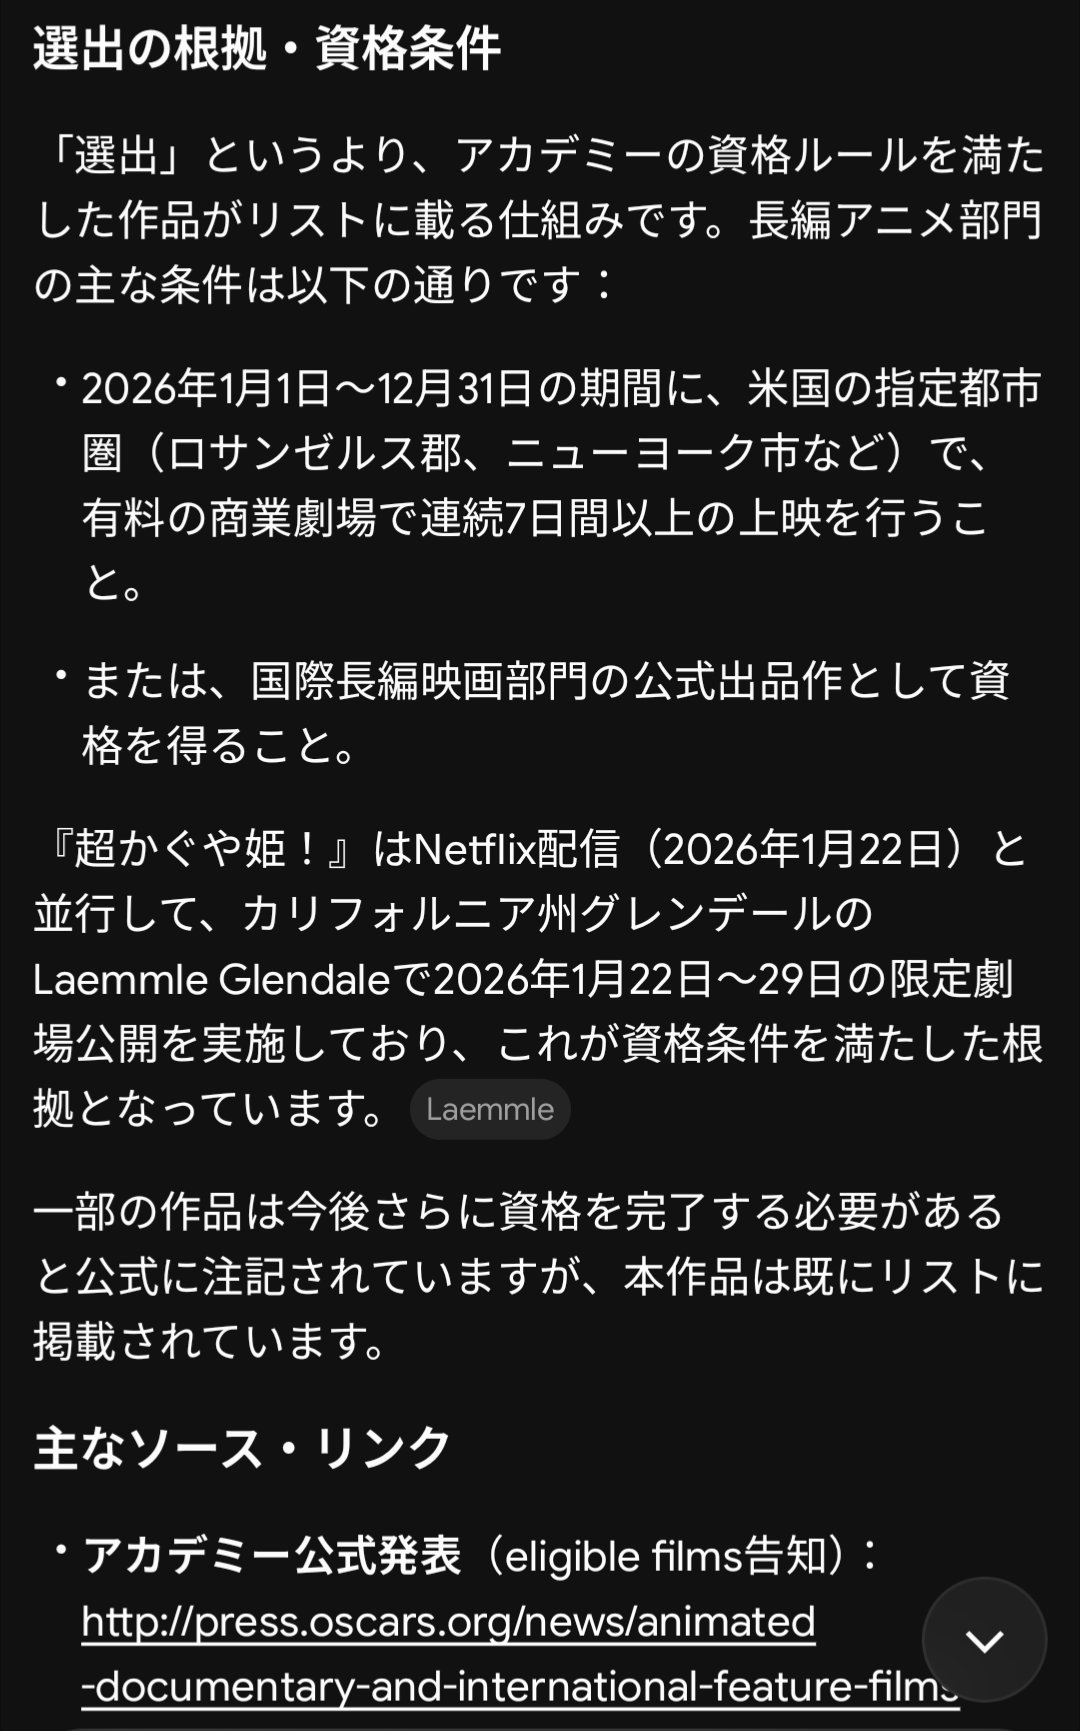 選出の根拠・資格条件
「選出」というより、アカデミーの資格ルールを満た
した作品がリストに載る仕組みです。長編アニメ部門
の主な条件は以下の通りです：
・2026年1月1日〜12月31日の期間に、米国の指定都市
圏（ロサンゼルス郡、ニューヨーク市など）で、
有料の商業劇場で連続7日間以上の上映を行うこ
と。
・または、国際長編映画部門の公式出品作として資
格を得ること。
『超かぐや姫！』はNetflix配信（2026年1月22日）と
並行して、カリフォルニア州グレンデールの
Laemmle Glendaleで2026年1月22日〜29日の限定劇
場公開を実施しており、これが資格条件を満たした根
拠となっています。 Laemmle
一部の作品は今後さらに資格を完了する必要がある
と公式に注記されていますが、本作品は既にリストに
掲載されています。
主なソース・リンク
・アカデミー公式発表（eligible films告知）：
http://press.oscars.org/news/animated
-documentary-and-international-feature-films